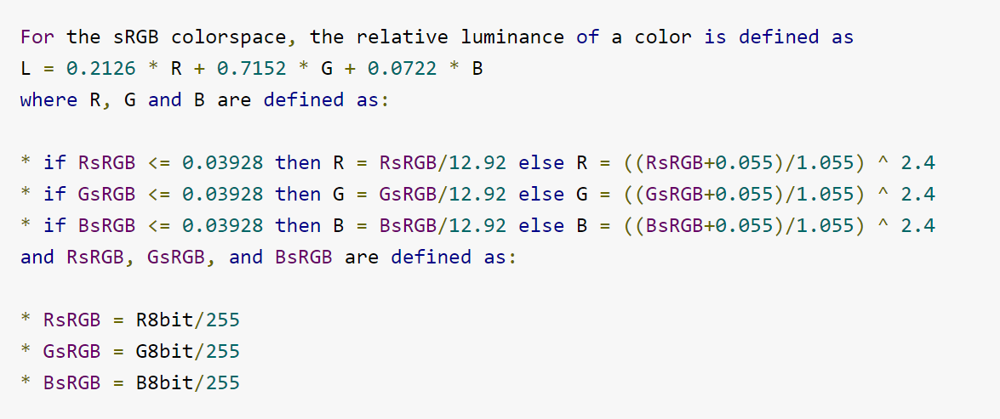 For the sRGB colorspace, the relative luminance of a color is defined as
L = 0.2126 * R + 0.7152 * G + 0.0722 * B
where R, G and B are defined as:
* if RsRGB <= 0.03928 then R = RsRGB/12.92 else R = ((RsRGB+0.055)/1.055) ^ 2.4
* if GsRGB <= 0.03928 then G = GsRGB/12.92 else G = ((GsRGB+0.055)/1.055) ^ 2.4
* if BsRGB <= 0.03928 then B = BsRGB/12.92 else B = ((BsRGB+0.055)/1.055) ^ 2.4
and RsRGB, GsRGB, and BsRGB are defined as:
* RsRGB = R8bit/255
* GsRGB = G8bit/255
* BsRGB = B8bit/255